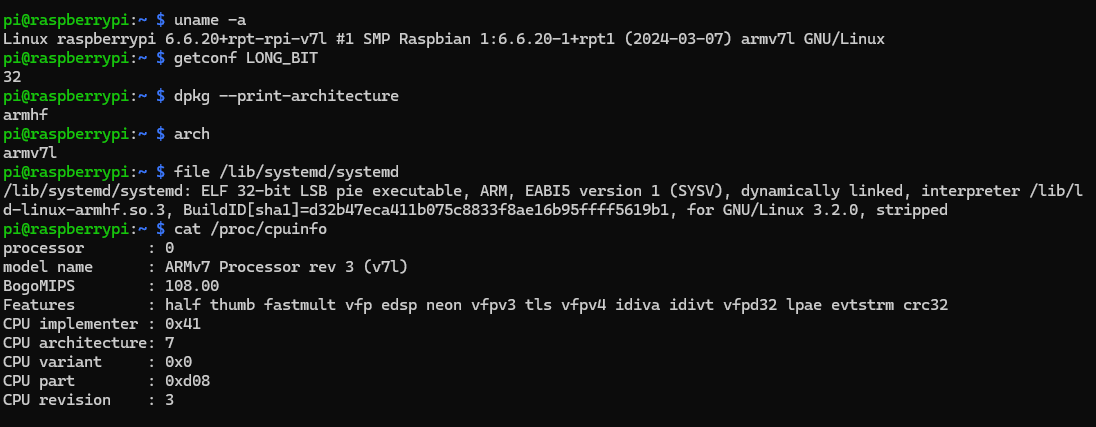 pi@raspberrypi:~ $ uname -a
Linux raspberrypi 6.6.20+rpt-rpi-v7l #1 SMP Raspbian 1:6.6.20-1+rpt1 (2024-03-07) armv7l GNU/Linux
pi@raspberrypi:~ $ getconf LONG_BIT
32
pi@raspberrypi:~ $ dpkg --print-architecture
armhf
pi@raspberrypi:~ $ arch
armv7l
pi@raspberrypi:~ $ file /lib/systemd/systemd
/lib/systemd/systemd: ELF 32-bit LSB pie executable, ARM, EABI5 version 1 (SYSV), dynamically linked, interpreter /lib/l
d-linux-armhf.so.3, BuildID[sha1]=d32b47eca411b075c8833f8ae16b95ffff5619b1, for GNU/Linux 3.2.0, stripped
pi@raspberrypi:~ $ cat /proc/cpuinfo
processor       : 0
model name      : ARMv7 Processor rev 3 (v7l)
BogoMIPS        : 108.00
Features        : half thumb fastmult vfp edsp neon vfpv3 tls vfpv4 idiva idivt vfpd32 lpae evtstrm crc32
CPU implementer : 0x41
CPU architecture: 7
CPU variant     : 0x0
CPU part        : 0xd08
CPU revision    : 3